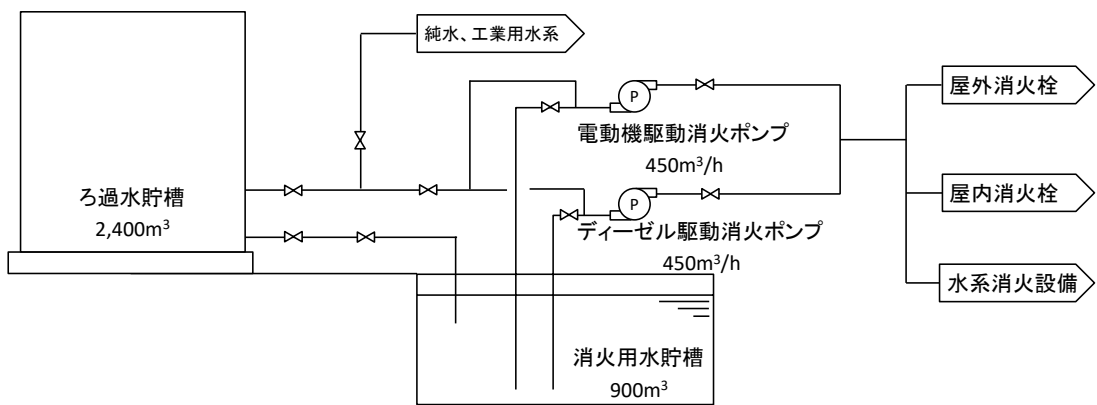 純水、工業用水系
P
電動機駆動消火ポンプ
450m³/h
屋外消火栓
ろ過水貯槽
2,400m³
P
ディーゼル駆動消火ポンプ
450m³/h
屋内消火栓
水系消火設備
消火用水貯槽
900m³